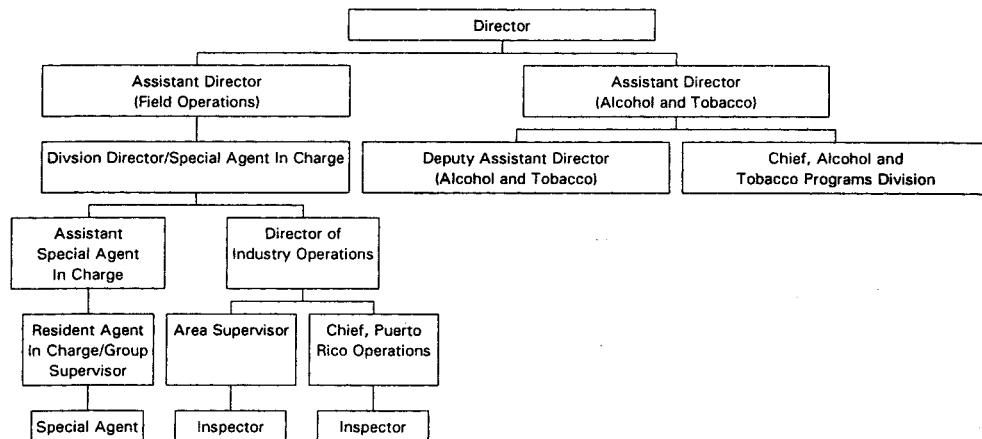 Director
Assistant Director
(Field Operations)
Assistant Director
(Alcohol and Tobacco)
Divsion Director/Special Agent In Charge
Deputy Assistant Director
(Alcohol and Tobacco)
Chief, Alcohol and
Tobacco Programs Division
Assistant
Special Agent
In Charge
Director of
Industry Operations
Resident Agent
In Charge/Group
Supervisor
Area Supervisor
Chief, Puerto
Rico Operations
Special Agent
Inspector
Inspector